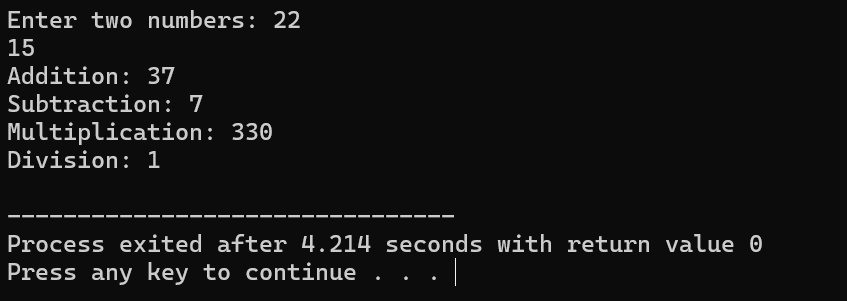 Enter two numbers: 22
15
Addition: 37
Subtraction: 7
Multiplication: 330
Division: 1
--------------------------------
Process exited after 4.214 seconds with return value 0
Press any key to continue . . .